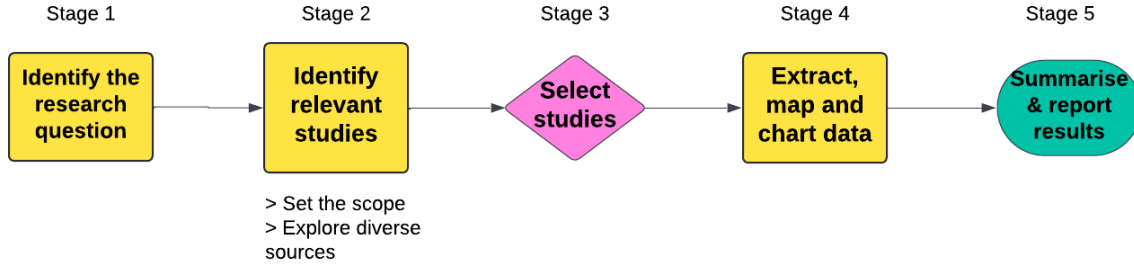 Stage 1
Stage 2
Stage 3
Stage 4
Stage 5
Identify the
research
question
Identify
relevant
studies
Select
studies
Extract,
map and
chart data
Summarise
& report
results
> Set the scope
> Explore diverse
sources